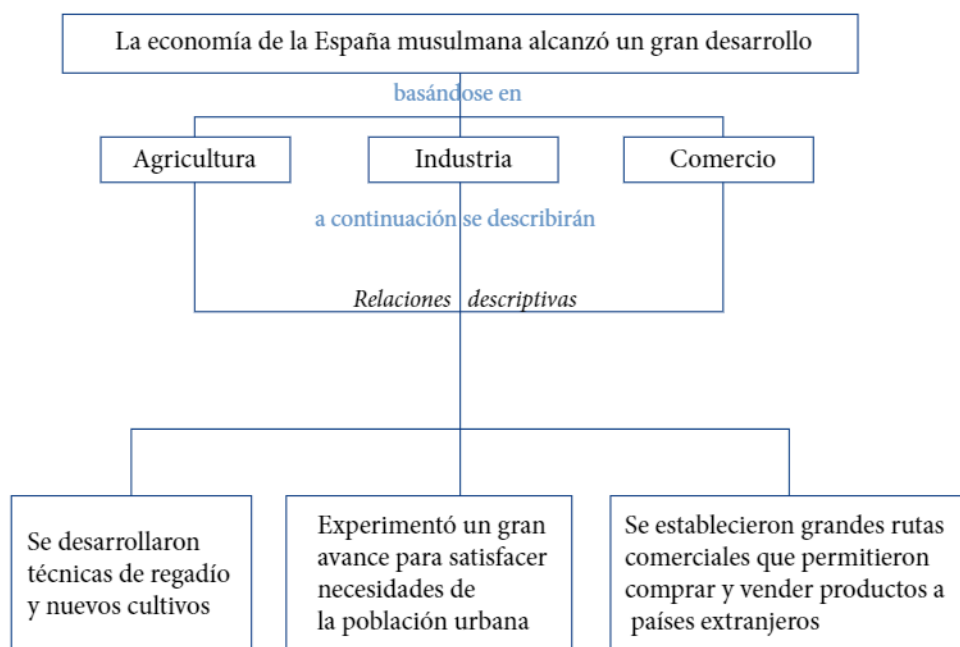 La economía de la España musulmana alcanzó un gran desarrollo
basándose en
Agricultura
Industria
Comercio
a continuación se describirán
Relaciones descriptivas
Se desarrollaron
técnicas de regadío
y nuevos cultivos
Experimentó un gran
avance para satisfacer
necesidades de
la población urbana
Se establecieron grandes rutas
comerciales que permitieron
comprar y vender productos a
países extranjeros